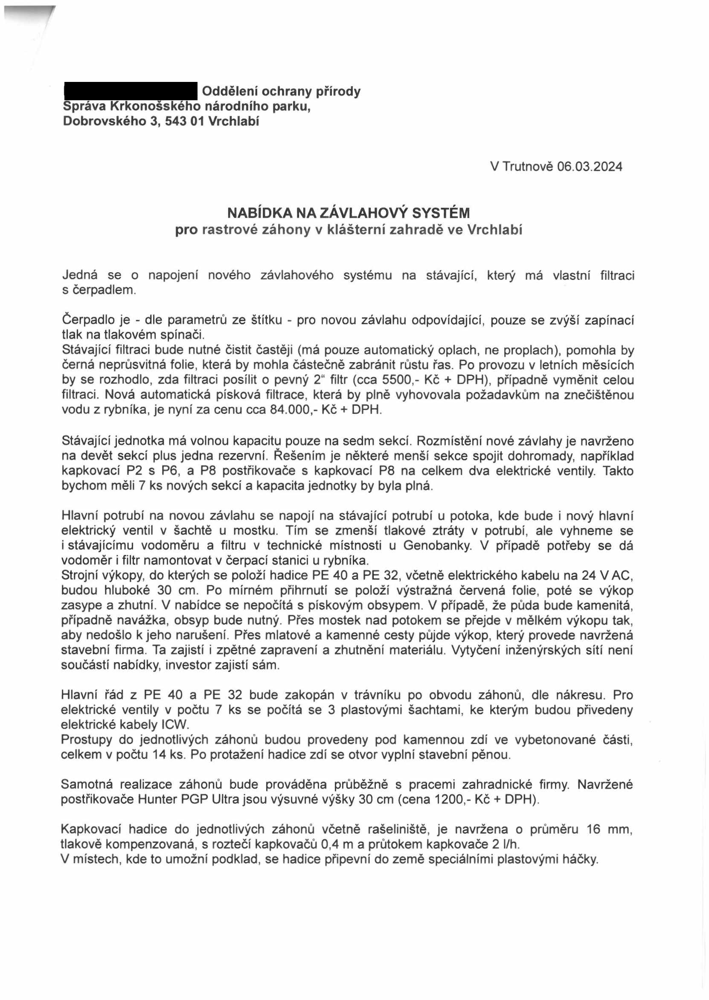 Oddělení ochrany přírody
Správa Krkonošského národního parku,
Dobrovského 3, 543 01 Vrchlabí
V Trutnově 06.03.2024
NABÍDKA NA ZÁVLAHOVÝ SYSTÉM
pro rastrové záhony v klášterní zahradě ve Vrchlabí
Jedná se o napojení nového závlahového systému na stávající, který má vlastní filtraci
s čerpadlem.
Čerpadlo je - dle parametrů ze štítku - pro novou závlahu odpovídající, pouze se zvýší zapínací
tlak na tlakovém spínači.
Stávající filtraci bude nutné čistit častěji (má pouze automatický oplach, ne proplach), pomohla by
černá neprůsvitná folie, která by mohla částečně zabránit růstu řas. Po provozu v letních měsících
by se rozhodlo, zda filtraci posílit o pevný 2“ filtr (cca 5500,- Kč + DPH), případně vyměnit celou
filtraci. Nová automatická písková filtrace, která by plně vyhovovala požadavkům na znečištěnou
vodu z rybníka, je nyní za cenu cca 84.000,- Kč + DPH.
Stávající jednotka má volnou kapacitu pouze na sedm sekcí. Rozmístění nové závlahy je navrženo
na devět sekcí plus jedna rezervní. Řešením je některé menší sekce spojit dohromady, například
kapkovací P2 s P6, a P8 postřikovače s kapkovací P8 na celkem dva elektrické ventily. Takto
bychom měli 7 ks nových sekcí a kapacita jednotky by byla plná.
Hlavní potrubí na novou závlahu se napojí na stávající potrubí u potoka, kde bude i nový hlavní
elektrický ventil v šachtě u mostku. Tím se zmenší tlakové ztráty v potrubí, ale vyhneme se
i stávajícímu vodoměru a filtru v technické místnosti u Genobanky. V případě potřeby se dá
vodoměr i filtr namontovat v čerpací stanici u rybníka.
Strojní výkopy, do kterých se položí hadice PE 40 a PE 32, včetně elektrického kabelu na 24 V AC,
budou hluboké 30 cm. Po mírném přihrnutí se položí výstražná červená folie, poté se výkop
zasype a zhutní. V nabídce se nepočítá s pískovým obsypem. V případě, že půda bude kamenitá,
případně navážka, obsyp bude nutný. Přes mostek nad potokem se přejde v mělkém výkopu tak,
aby nedošlo k jeho narušení. Přes mlatové a kamenné cesty půjde výkop, který provede navržená
stavební firma. Ta zajistí i zpětné zapravení a zhutnění materiálu. Vytyčení inženýrských sítí není
součástí nabídky, investor zajistí sám.
Hlavní řád z PE 40 a PE 32 bude zakopán v trávníku po obvodu záhonů, dle nákresu. Pro
elektrické ventily v počtu 7 ks se počítá se 3 plastovými šachtami, ke kterým budou přivedeny
elektrické kabely ICW.
Prostupy do jednotlivých záhonů budou provedeny pod kamennou zdí ve vybetonované části,
celkem v počtu 14 ks. Po protažení hadice zdí se otvor vyplní stavební pěnou.
Samotná realizace záhonů bude prováděna průběžně s pracemi zahradnické firmy. Navržené
postřikovače Hunter PGP Ultra jsou výsuvné výšky 30 cm (cena 1200,- Kč + DPH).
Kapkovací hadice do jednotlivých záhonů včetně rašeliniště, je navržena o průměru 16 mm,
tlakově kompenzovaná, s roztečí kapkovačů 0,4 m a průtokem kapkovače 2 l/h.
V místech, kde to umožní podklad, se hadice připevní do země speciálními plastovými háčky.